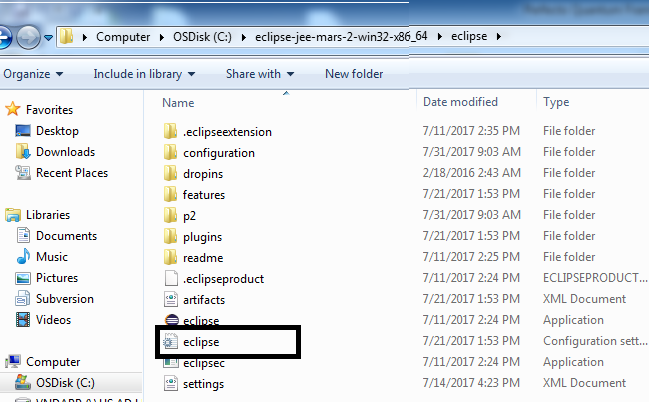 Computer ▸ OSDisk (C:) ▸ eclipse-jee-mars-2-win32-x86_64 ▸ eclipse ▸
Organize Include in library Share with New folder
Favorites
Desktop
Downloads
Recent Places
Libraries
Documents
Music
Pictures
Subversion
Videos
Computer
OSDisk (C:)
Name Date modified Type
.eclipseextension 7/11/2017 2:35 PM File folder
configuration 7/31/2017 9:03 AM File folder
dropins 2/18/2016 2:43 AM File folder
features 7/21/2017 1:53 PM File folder
p2 7/31/2017 9:03 AM File folder
plugins 7/21/2017 1:53 PM File folder
readme 7/11/2017 2:25 PM File folder
.eclipseproduct 7/11/2017 2:24 PM ECLIPSEPRODUCT...
artifacts 7/21/2017 1:53 PM XML Document
eclipse 7/11/2017 2:24 PM Application
eclipse 7/21/2017 1:53 PM Configuration sett...
eclipsec 7/11/2017 2:24 PM Application
settings 7/14/2017 4:23 PM XML Document